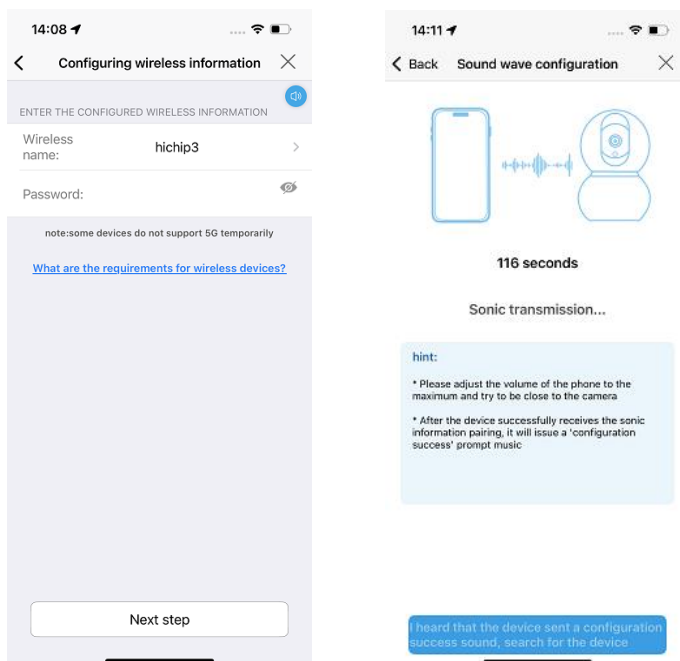 14:08
Configuring wireless information
ENTER THE CONFIGURED WIRELESS INFORMATION
Wireless
name:
hichip3
Password:
note:some devices do not support 5G temporarily
What are the requirements for wireless devices?
Next step
14:11
Back
Sound wave configuration
116 seconds
Sonic transmission...
hint:
* Please adjust the volume of the phone to the
maximum and try to be close to the camera
* After the device successfully receives the sonic
information pairing, it will issue a 'configuration
success' prompt music
I heard that the device sent a configuration
success sound, search for the device